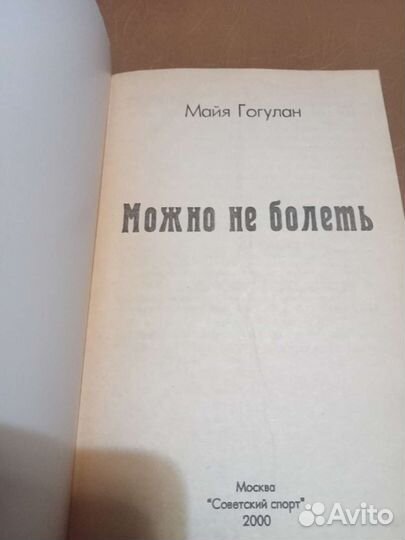 Майя Гогулан
Можно не болеть
Москва
"Советский спорт"
2000
Avito